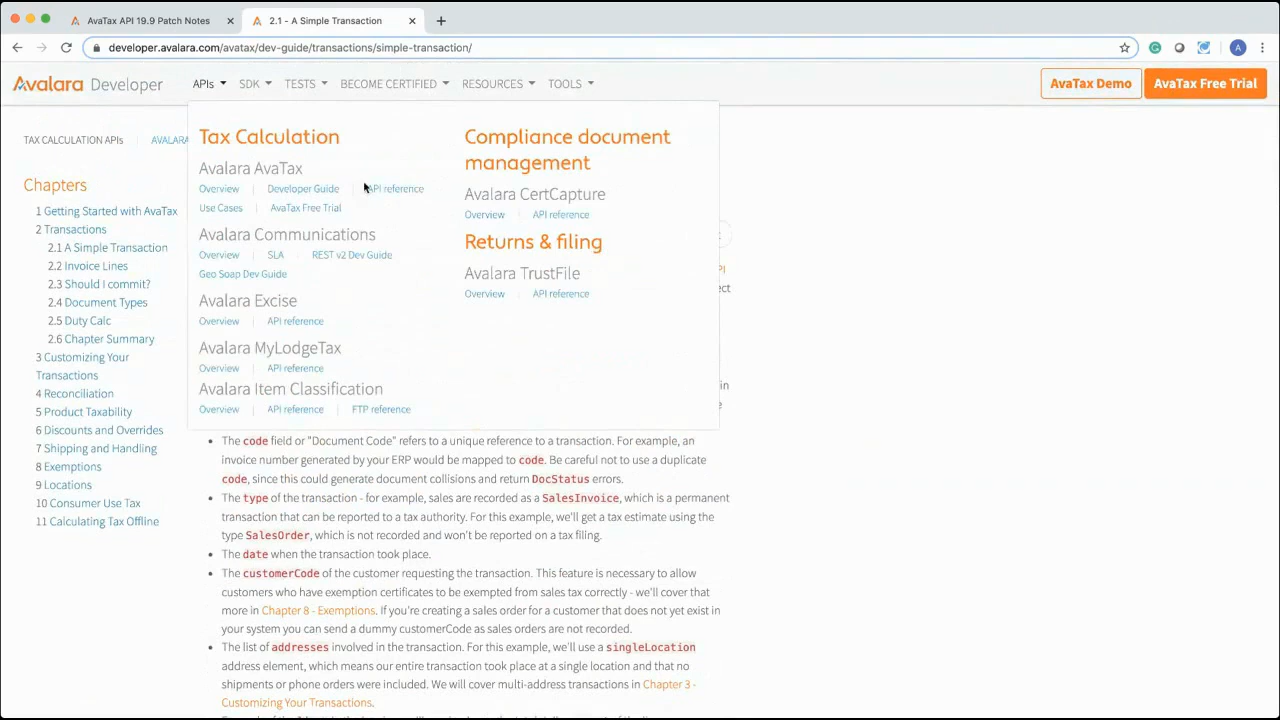 AvaTax API 19.9 Patch Notes
2.1 - A Simple Transaction
developer.avalara.com/avatax/dev-guide/transactions/simple-transaction/
A
Avalara Developer
APIs
SDK
TESTS
BECOME CERTIFIED
RESOURCES
TOOLS
AvaTax Demo
AvaTax Free Trial
TAX CALCULATION APIs
AVALARA
Chapters
1 Getting Started with AvaTax
2 Transactions
2.1 A Simple Transaction
2.2 Invoice Lines
2.3 Should I commit?
2.4 Document Types
2.5 Duty Calc
2.6 Chapter Summary
3 Customizing Your
Transactions
4 Reconciliation
5 Product Taxability
6 Discounts and Overrides
7 Shipping and Handling
8 Exemptions
9 Locations
10 Consumer Use Tax
11 Calculating Tax Offline
Tax Calculation
Avalara AvaTax
Overview | Developer Guide | API reference
Use Cases | AvaTax Free Trial
Avalara Communications
Overview | SLA | REST v2 Dev Guide
Geo Soap Dev Guide
Avalara Excise
Overview | API reference
Avalara MyLodgeTax
Overview | API reference
Avalara Item Classification
Overview | API reference | FTP reference
Compliance document
management
Avalara CertCapture
Overview | API reference
Returns & filing
Avalara TrustFile
Overview | API reference
PI
ect
in
e
The code field or "Document Code" refers to a unique reference to a transaction. For example, an
invoice number generated by your ERP would be mapped to code. Be careful not to use a duplicate
code, since this could generate document collisions and return DocStatus errors.
The type of the transaction - for example, sales are recorded as a SalesInvoice, which is a permanent
transaction that can be reported to a tax authority. For this example, we'll get a tax estimate using the
type SalesOrder, which is not recorded and won't be reported on a tax filing.
The date when the transaction took place.
The customerCode of the customer requesting the transaction. This feature is necessary to allow
customers who have exemption certificates to be exempted from sales tax correctly - we'll cover that
more in Chapter 8 - Exemptions. If you're creating a sales order for a customer that does not yet exist in
your system you can send a dummy customerCode as sales orders are not recorded.
The list of addresses involved in the transaction. For this example, we'll use a singleLocation
address element, which means our entire transaction took place at a single location and that no
shipments or phone orders were included. We will cover multi-address transactions in Chapter 3 -
Customizing Your Transactions.